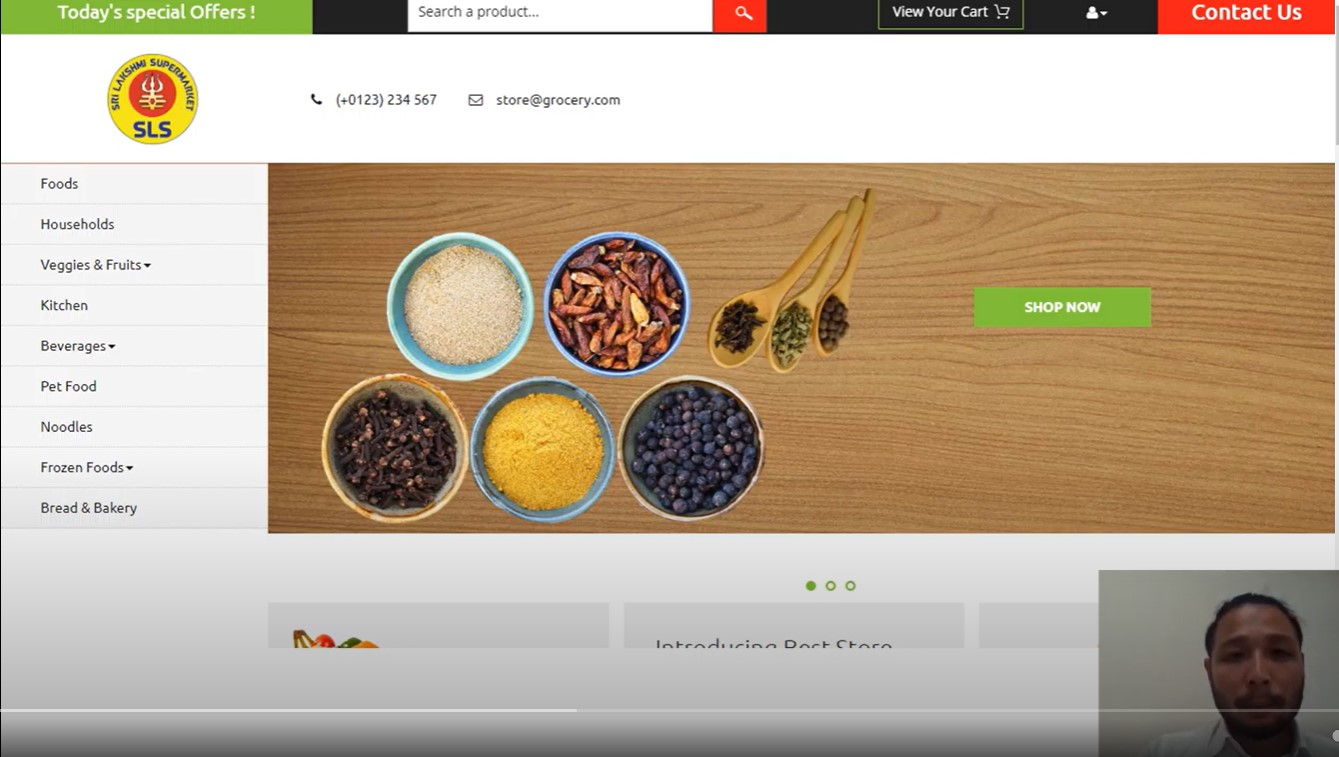 Today's special Offers !
Search a product...
View Your Cart
Contact Us
SRI LAKSHMI SUPERMARKET
SLS
(+0123) 234 567
store@grocery.com
Foods
Households
Veggies & Fruits
Kitchen
Beverages
Pet Food
Noodles
Frozen Foods
Bread & Bakery
SHOP NOW
Introducing Best Store